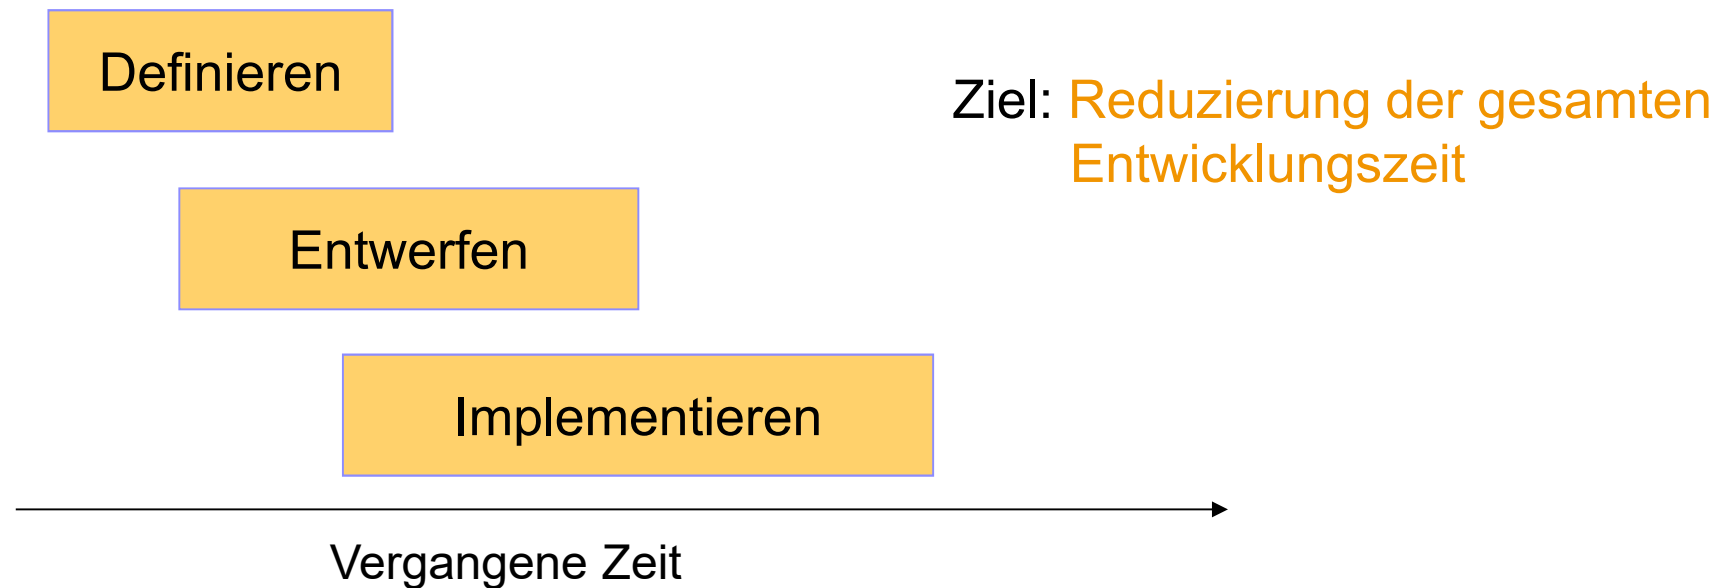 Definieren
Ziel: Reduzierung der gesamten
Entwicklungszeit
Entwerfen
Implementieren
Vergangene Zeit